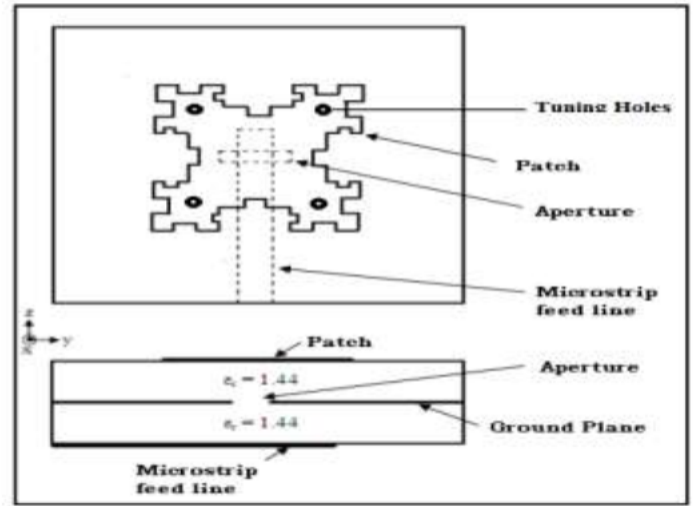 Tuning Holes
Patch
Aperture
Microstrip
feed line
x
y
Patch
Aperture
εr = 1.44
εr = 1.44
Ground Plane
Microstrip
feed line